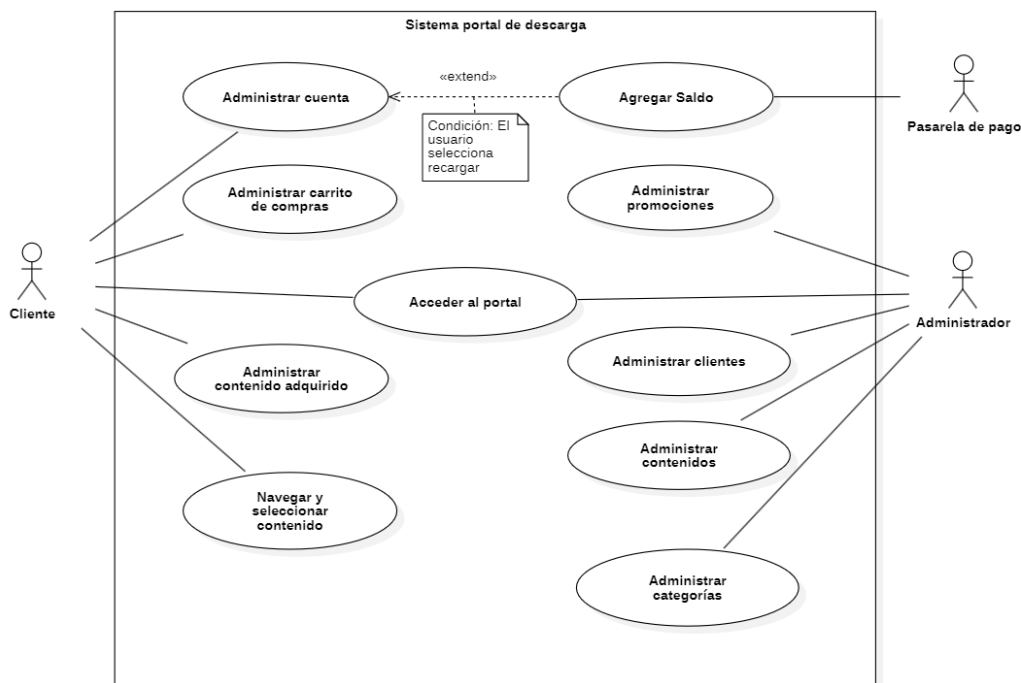 Sistema portal de descarga
«extend»
Administrar cuenta
Agregar Saldo
Pasarela de pago
Condición: El
usuario
selecciona
recargar
Administrar carrito
de compras
Administrar
promociones
Cliente
Acceder al portal
Administrador
Administrar clientes
Administrar
contenido adquirido
Administrar
contenidos
Navegar y
seleccionar
contenido
Administrar
categorías